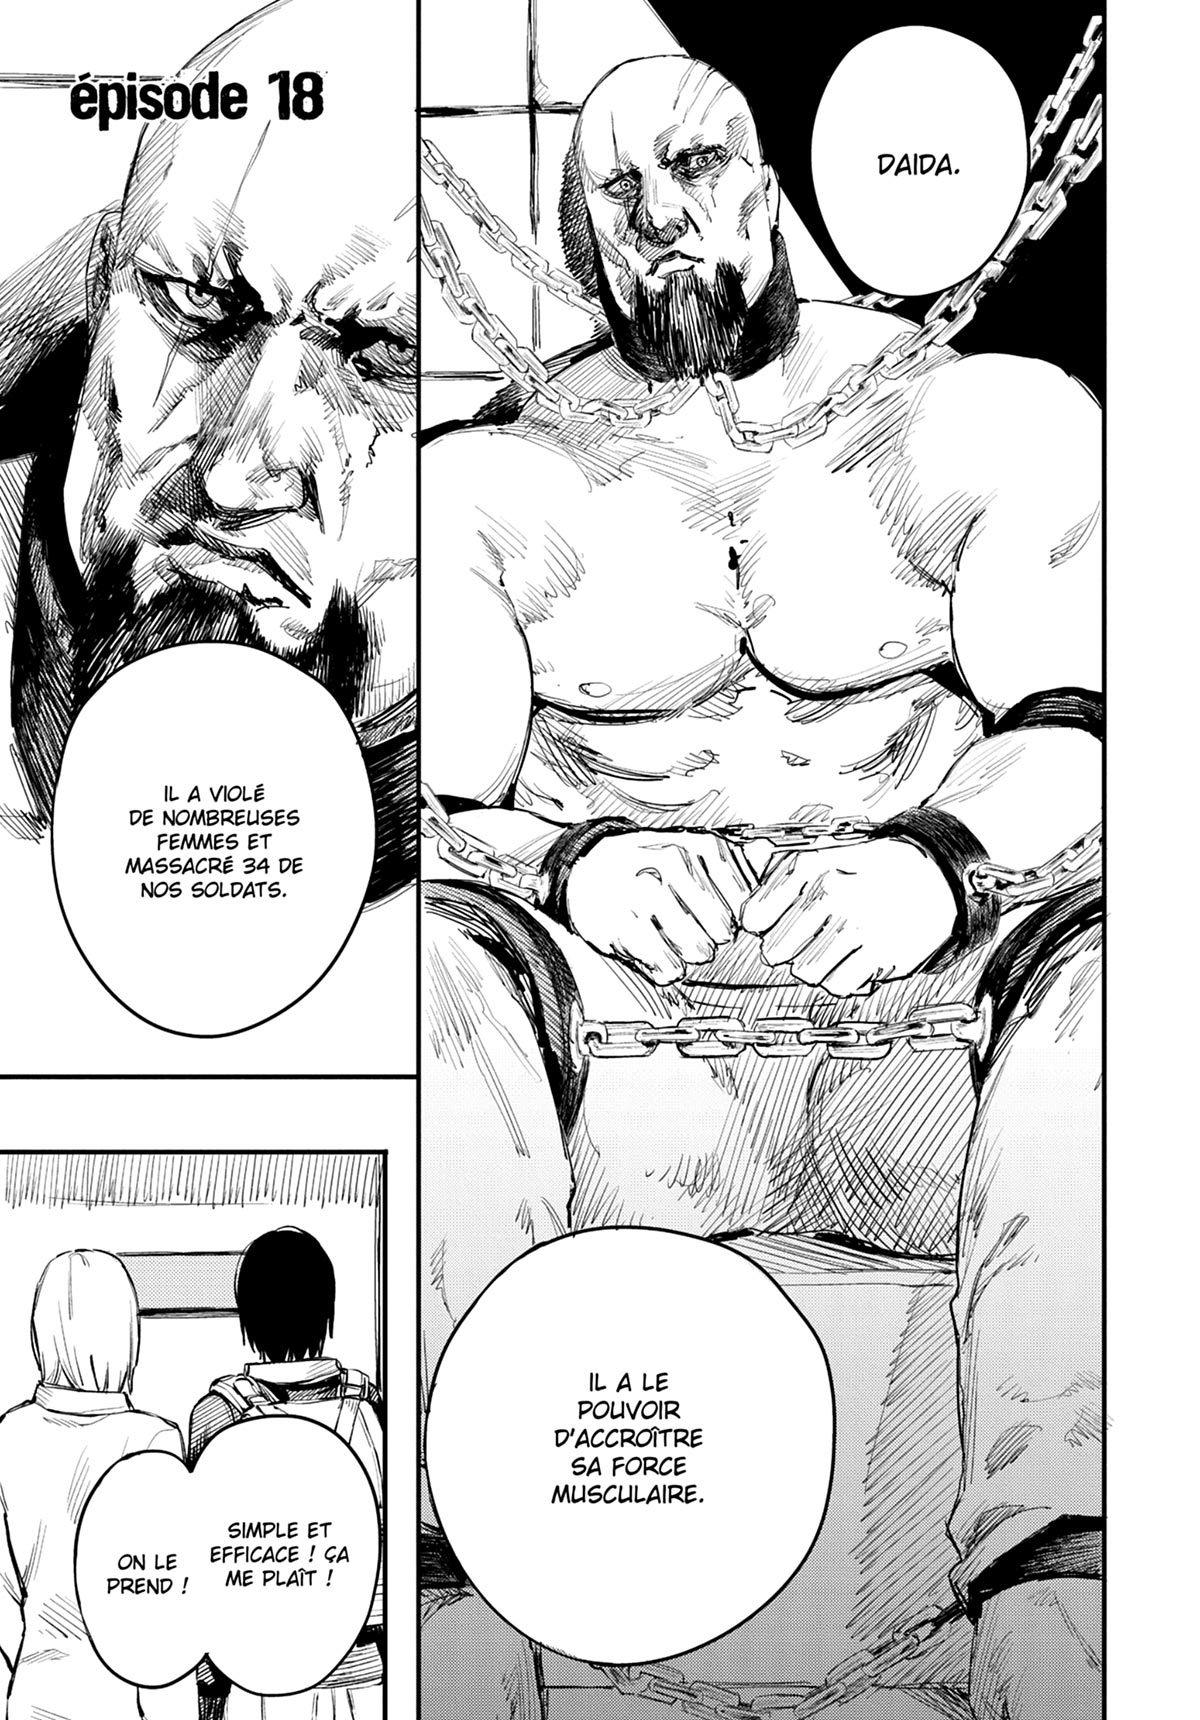 épisode 18
DAIDA.
IL A LE
POUVOIR
D'ACCROÎTRE
SA FORCE
MUSCULAIRE.
IL A VIOLÉ
DE NOMBREUSES
FEMMES ET
MASSACRÉ 34 DE
NOS SOLDATS.
SIMPLE ET
EFFICACE ! ÇA
ME PLAÎT !
ON LE
PREND !